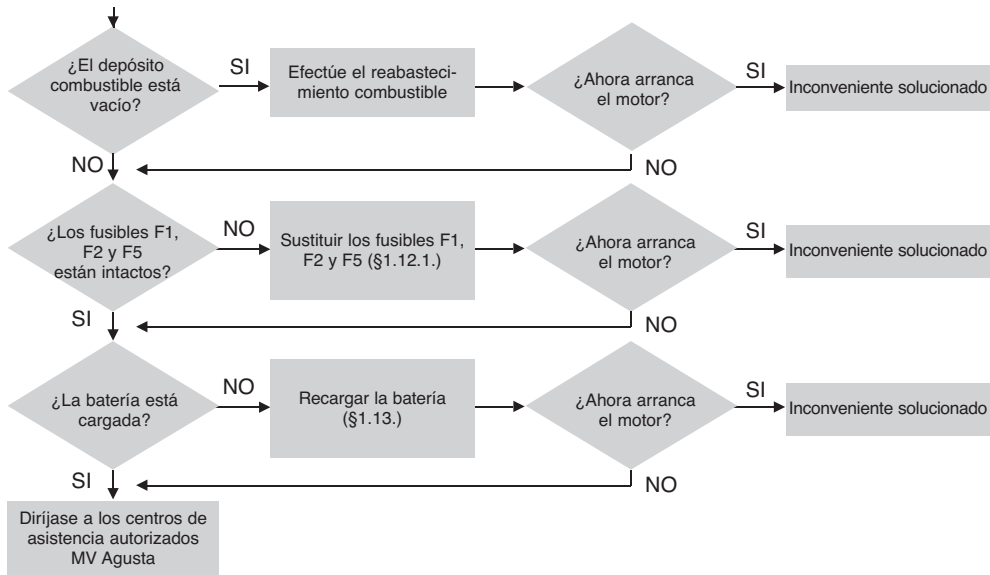 ¿El depósito
combustible está
vacío?
SI
Efectúe el reabasteci-
miento combustible
¿Ahora arranca
el motor?
SI
Inconveniente solucionado
NO
NO
¿Los fusibles F1,
F2 y F5
están intactos?
NO
Sustituir los fusibles F1,
F2 y F5 (§1.12.1.)
¿Ahora arranca
el motor?
SI
Inconveniente solucionado
SI
NO
¿La batería está
cargada?
NO
Recargar la batería
(§1.13.)
¿Ahora arranca
el motor?
SI
Inconveniente solucionado
SI
NO
Diríjase a los centros de
asistencia autorizados
MV Agusta